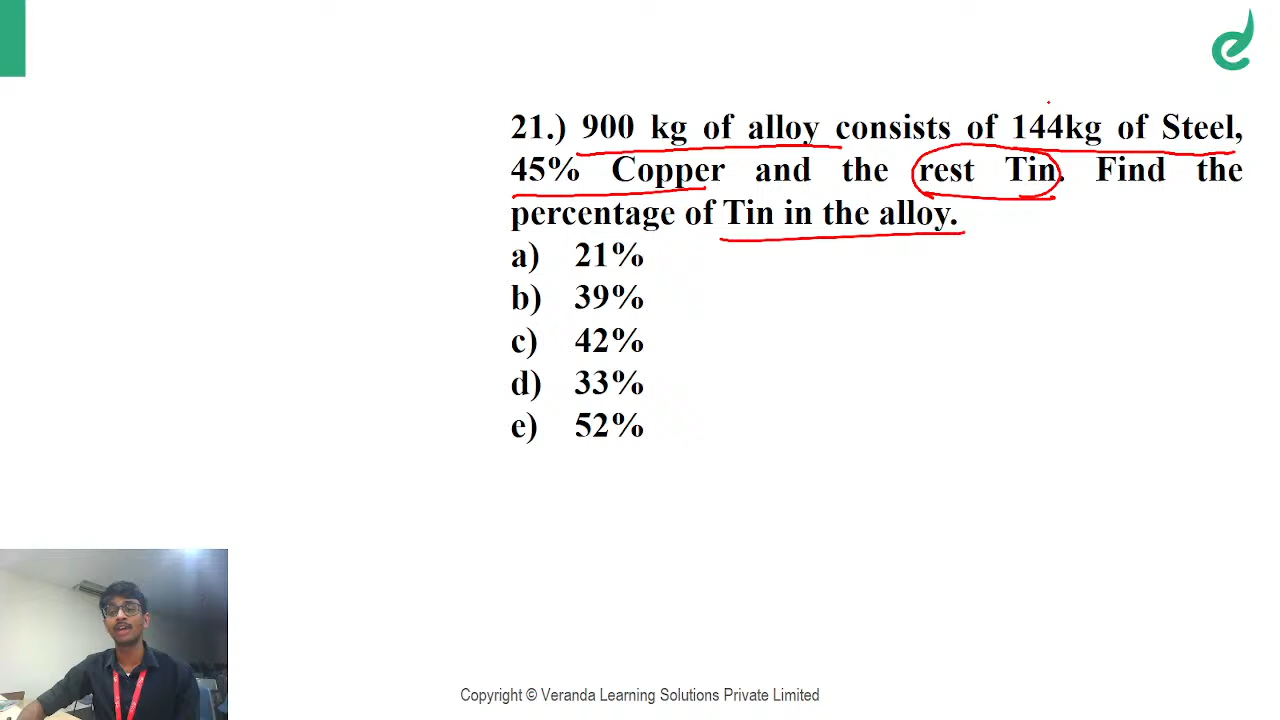 21.) 900 kg of alloy consists of 144kg of Steel,
45% Copper and the rest Tin. Find the
percentage of Tin in the alloy.
a) 21%
b) 39%
c) 42%
d) 33%
e) 52%
Copyright © Veranda Learning Solutions Private Limited